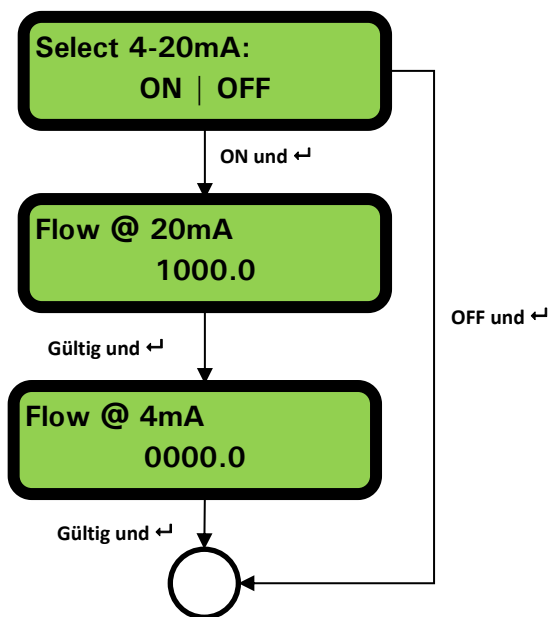 Select 4-20mA:
ON | OFF
ON und ↵
Flow @ 20mA
1000.0
OFF und ↵
Gültig und ↵
Flow @ 4mA
0000.0
Gültig und ↵